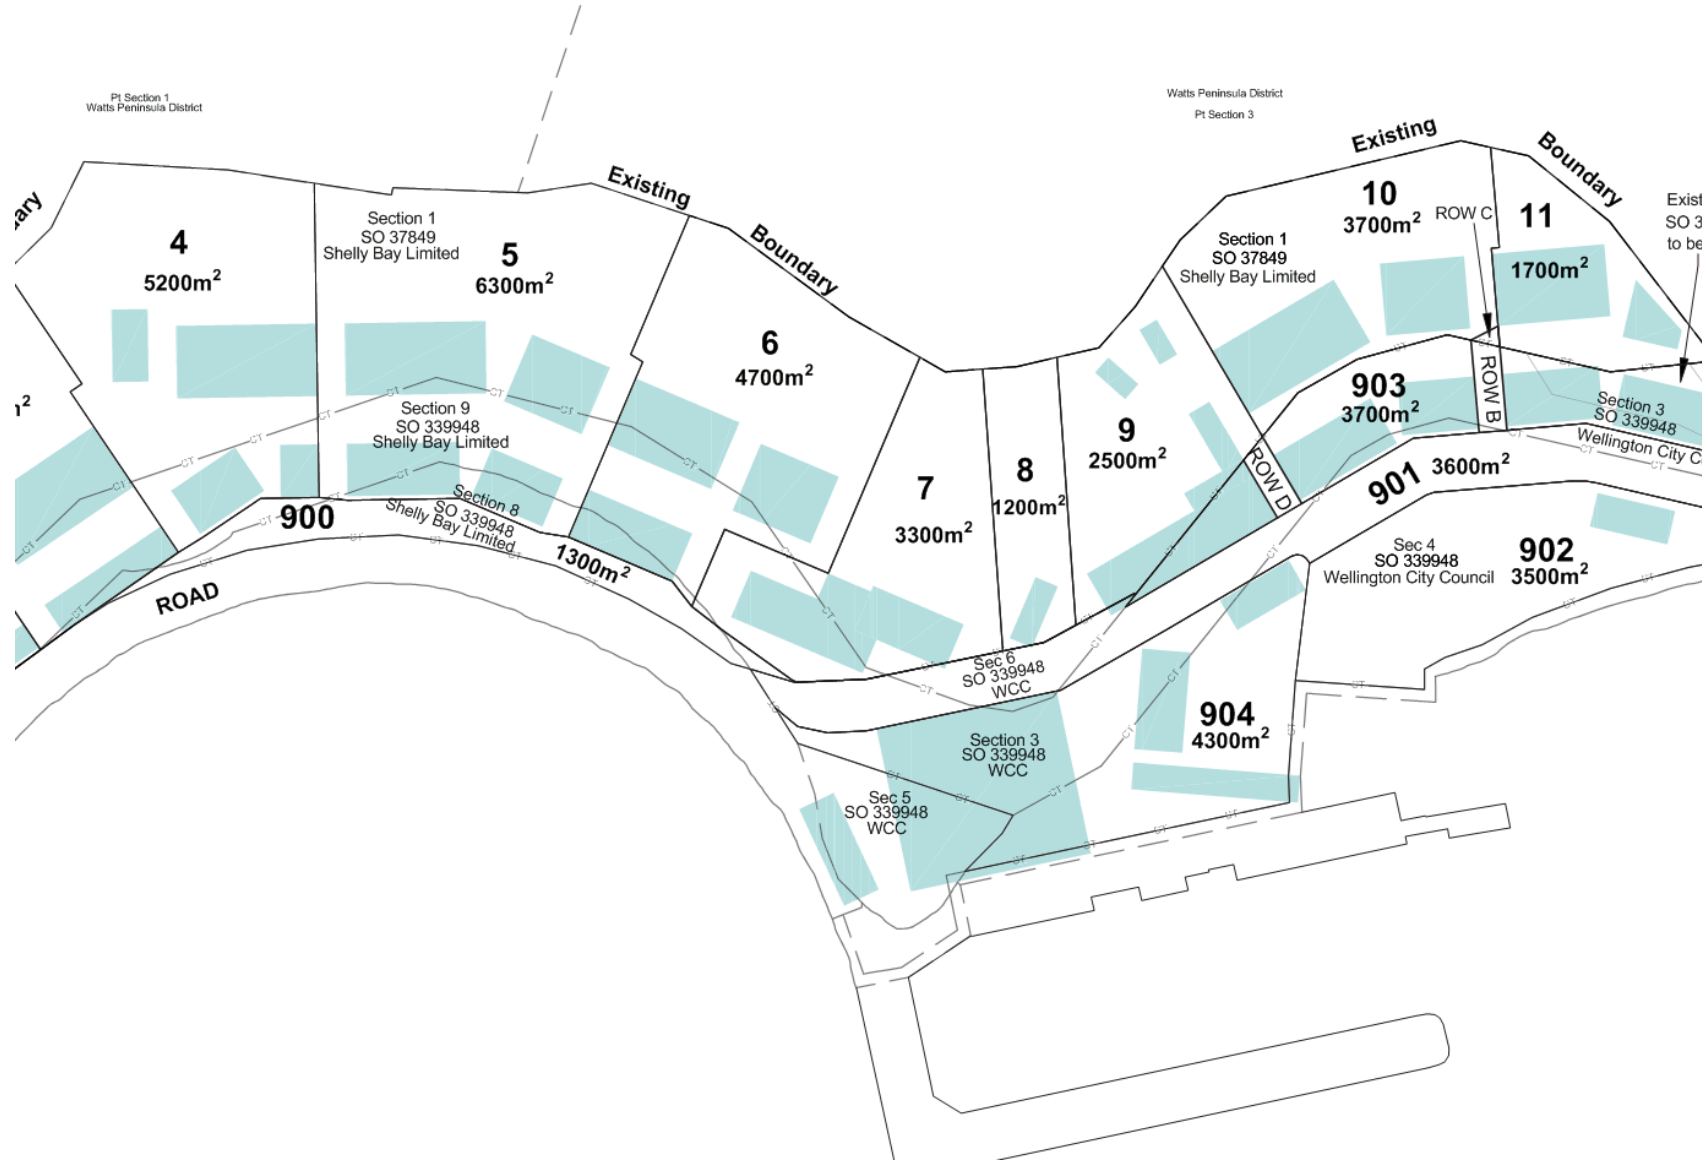 Pt Section 1
Watts Peninsula District
Watts Peninsula District
Pt Section 3
Existing
Boundary
Existing
Boundary
4
5200m²
Section 1
SO 37849
Shelly Bay Limited
5
6300m²
6
4700m²
Section 9
SO 339948
Shelly Bay Limited
Section 8
SO 339948
Shelly Bay Limited
900
1300m²
ROAD
7
3300m²
8
1200m²
9
2500m²
Section 1
SO 37849
Shelly Bay Limited
10
3700m²
ROW C
11
1700m²
Exist
SO 3
to be
903
3700m²
ROW B
ROW D
Section 3
SO 339948
Wellington City C
901
3600m²
Sec 4
SO 339948
Wellington City Council
902
3500m²
Sec 6
SO 339948
WCC
904
4300m²
Section 3
SO 339948
WCC
Sec 5
SO 339948
WCC